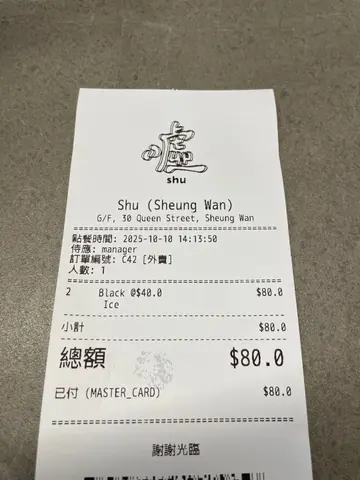 噓
shu
Shu (Sheung Wan)
G/F, 30 Queen Street, Sheung Wan
點餐時間: 2025-10-10 14:13:50
侍應: manager
訂單編號: C42 [外賣]
人數: 1
2 Black @$40.0 $80.0
Ice
小計 $80.0
總額 $80.0
已付 (MASTER_CARD) $80.0
謝謝光臨